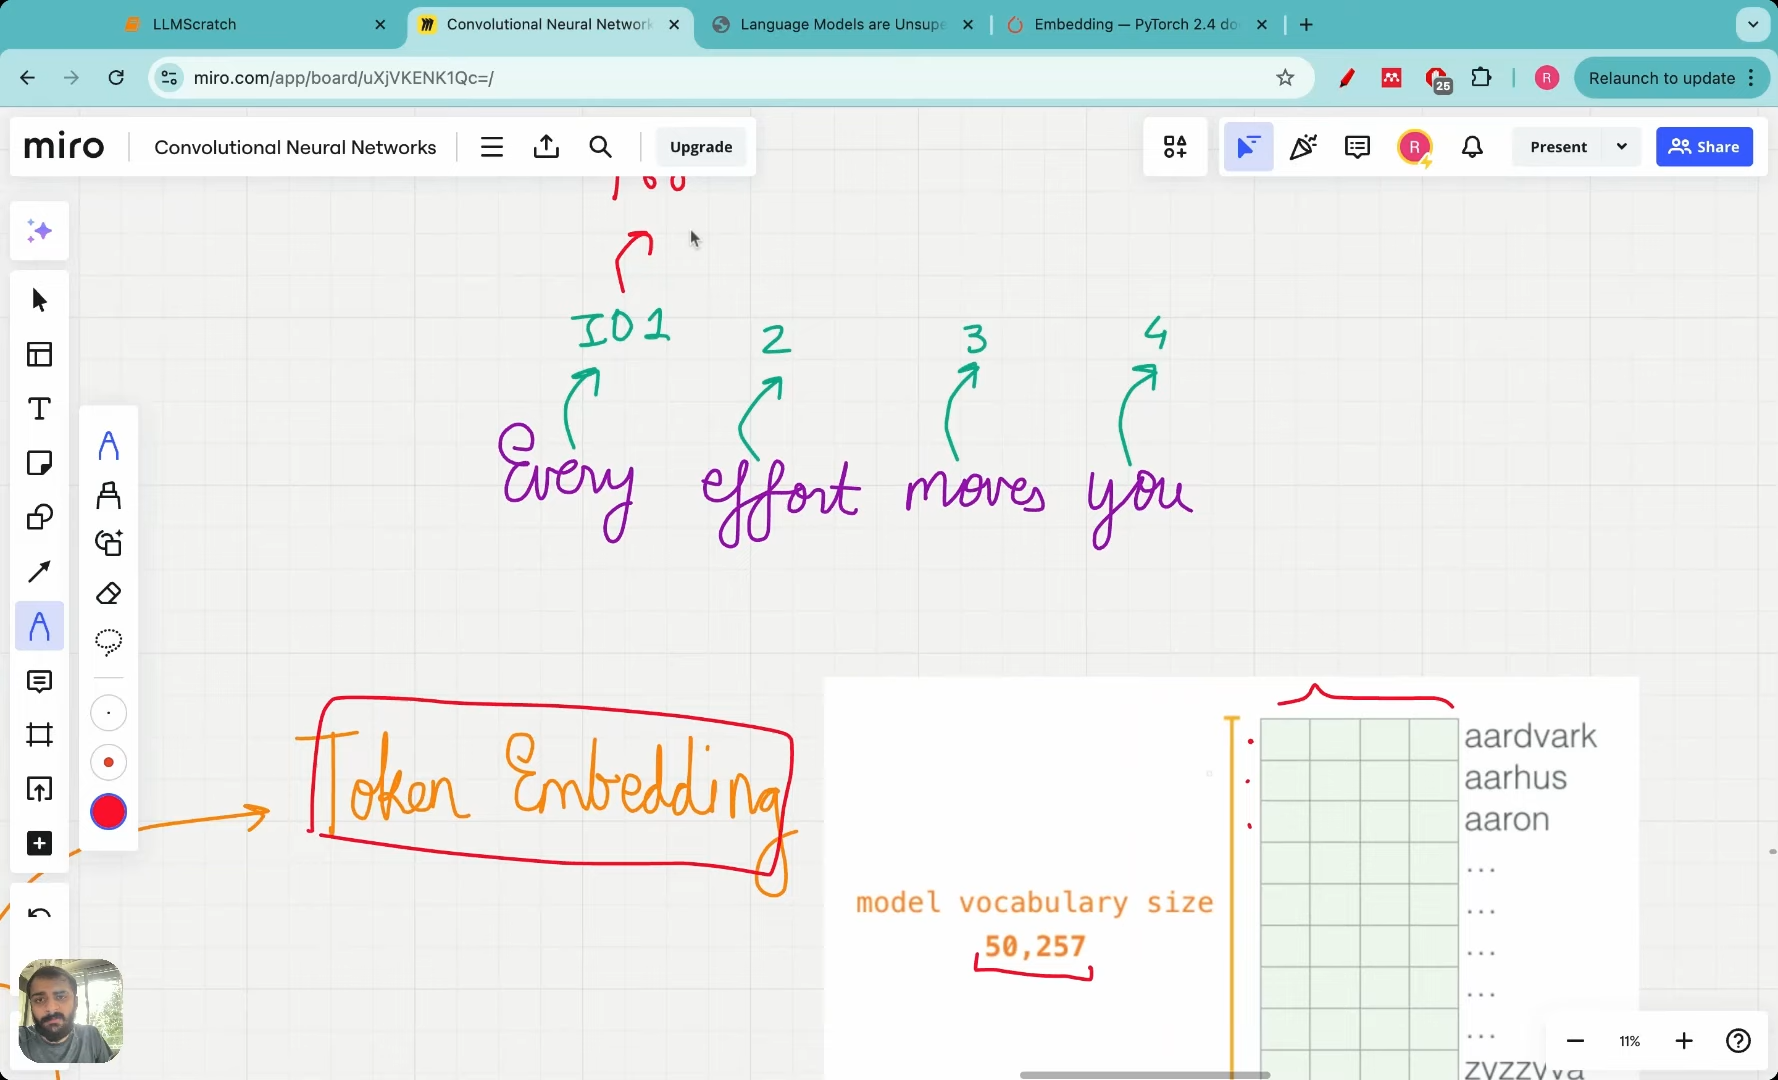 LLMScratch
Convolutional Neural Network
Language Models are Unsupe
Embedding — PyTorch 2.4 do
miro.com/app/board/uXjVKENK1Qc=/
25
R
Relaunch to update
miro
Convolutional Neural Networks
Upgrade
R
Present
Share
ID1 2 3 4
Every effort moves you
Token Embedding
aardvark
aarhus
aaron
...
...
...
...
...
model vocabulary size
50,257
11%